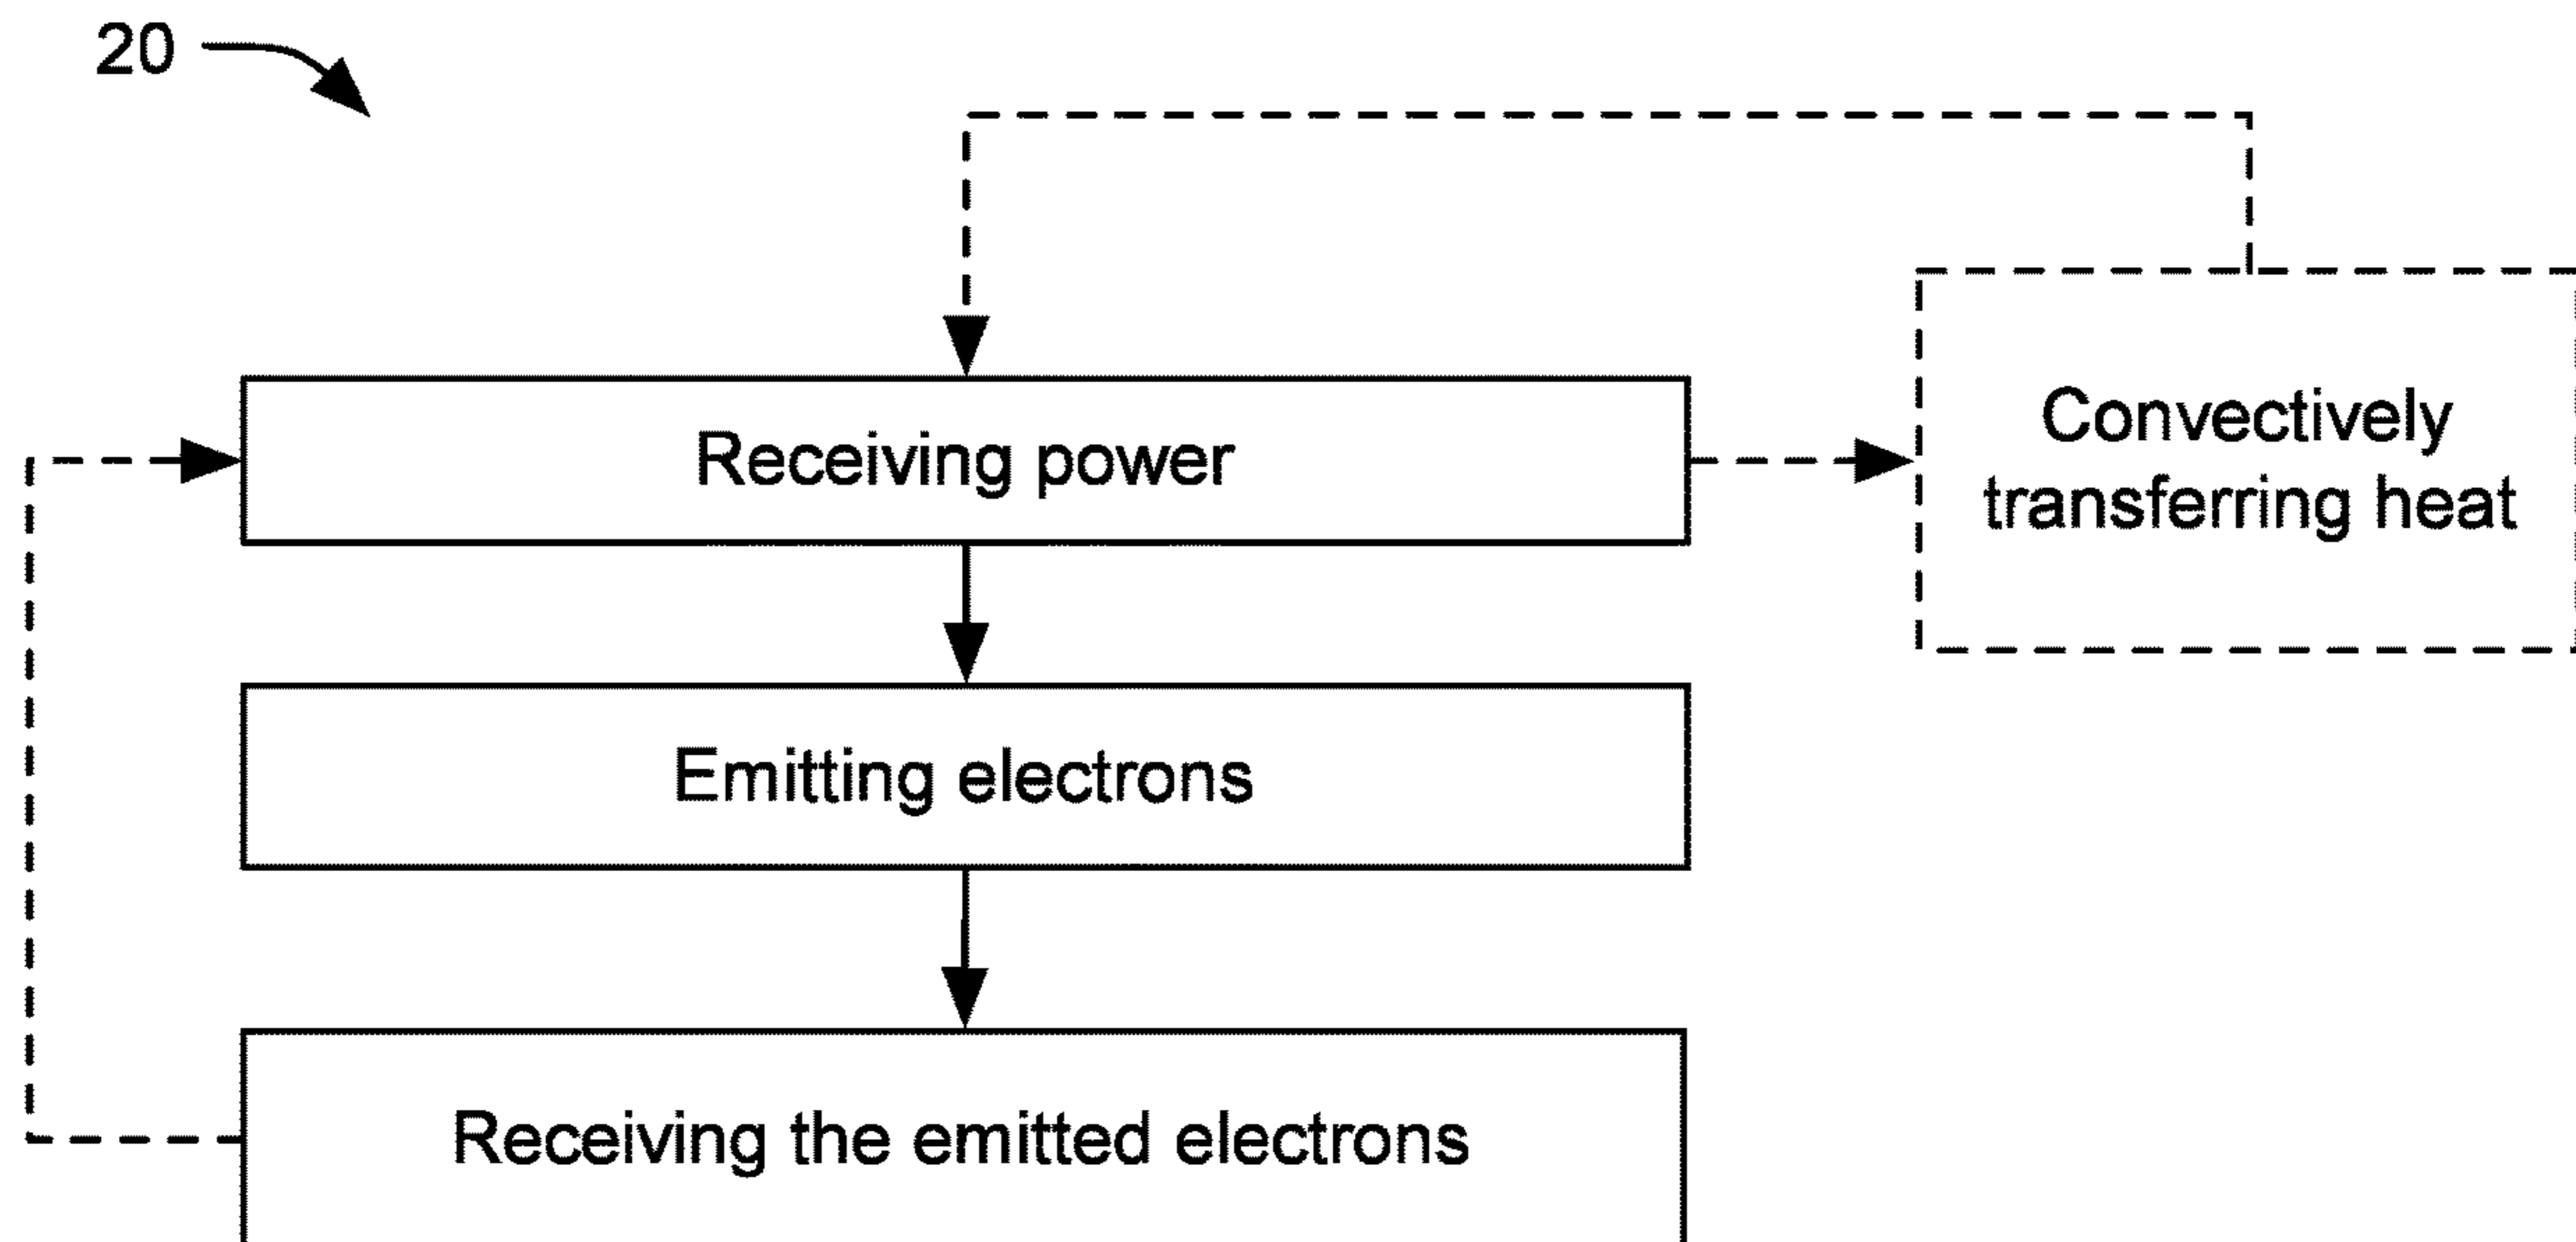 20
Receiving power
Convectively
transferring heat
Emitting electrons
Receiving the emitted electrons